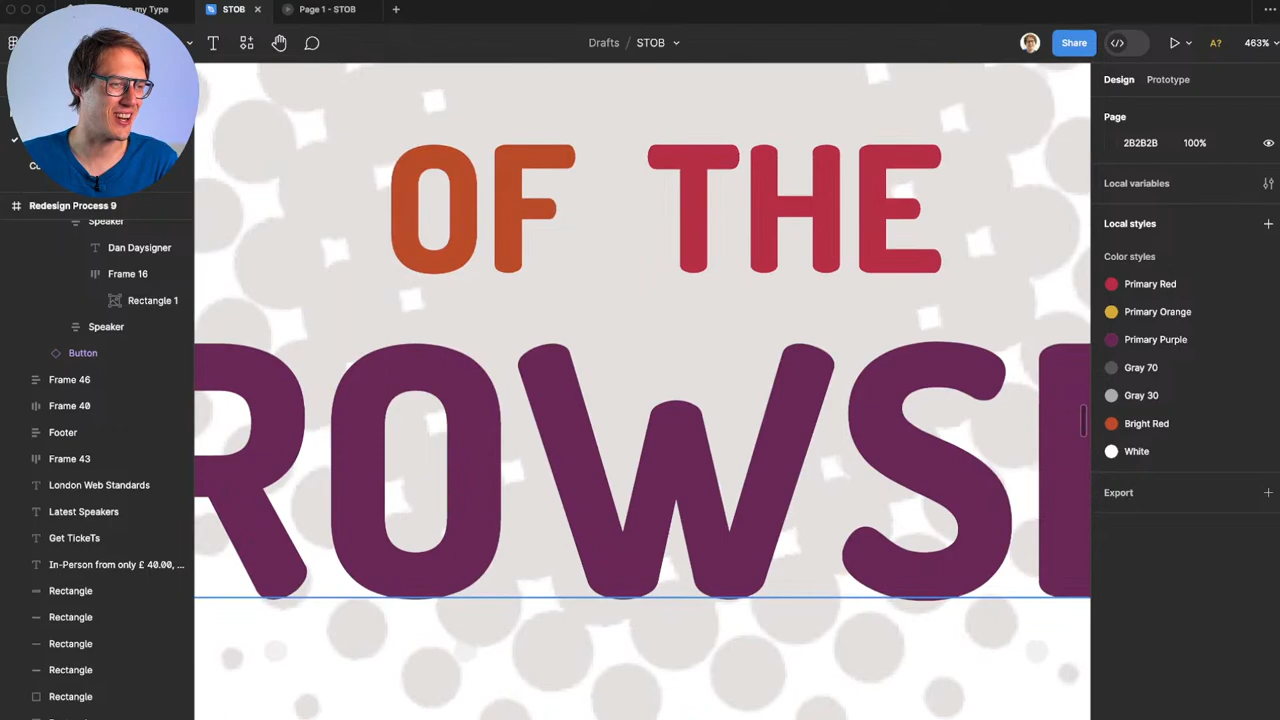 my Type
STOB
Page 1 - STOB
Drafts / STOB
Share
A?
463%
Design
Prototype
Page
2B2B2B
100%
Redesign Process 9
Local variables
Speaker
Local styles
Dan Daysigner
Color styles
Frame 16
Primary Red
Rectangle 1
Primary Orange
Speaker
Primary Purple
Button
Gray 70
Frame 46
Gray 30
Frame 40
Bright Red
Footer
White
Frame 43
London Web Standards
Export
Latest Speakers
Get TickeTs
In-Person from only £ 40.00, ...
Rectangle
Rectangle
Rectangle
Rectangle
Rectangle
OF THE
ROWSE